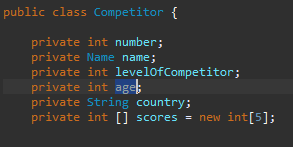 public class Competitor {
private int number;
private Name name;
private int levelOfCompetitor;
private int age;
private String country;
private int [] scores = new int[5];